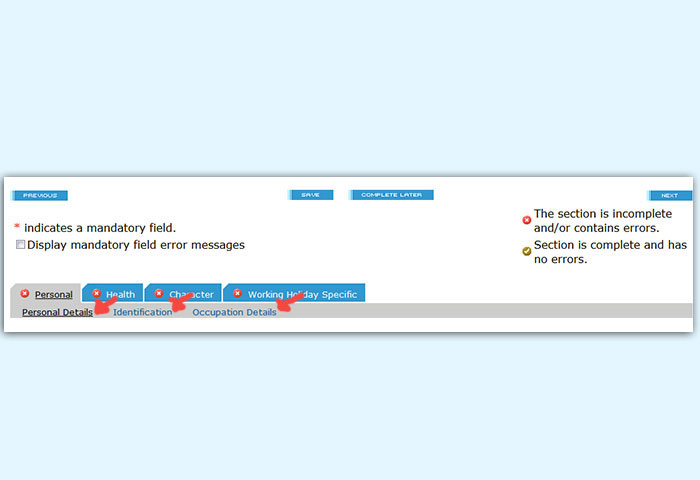 PREVIOUS
SAVE
COMPLETE LATER
NEXT
* indicates a mandatory field.
Display mandatory field error messages
The section is incomplete
and/or contains errors.
Section is complete and has
no errors.
Personal
Health
Character
Working Holiday Specific
Personal Details
Identification
Occupation Details